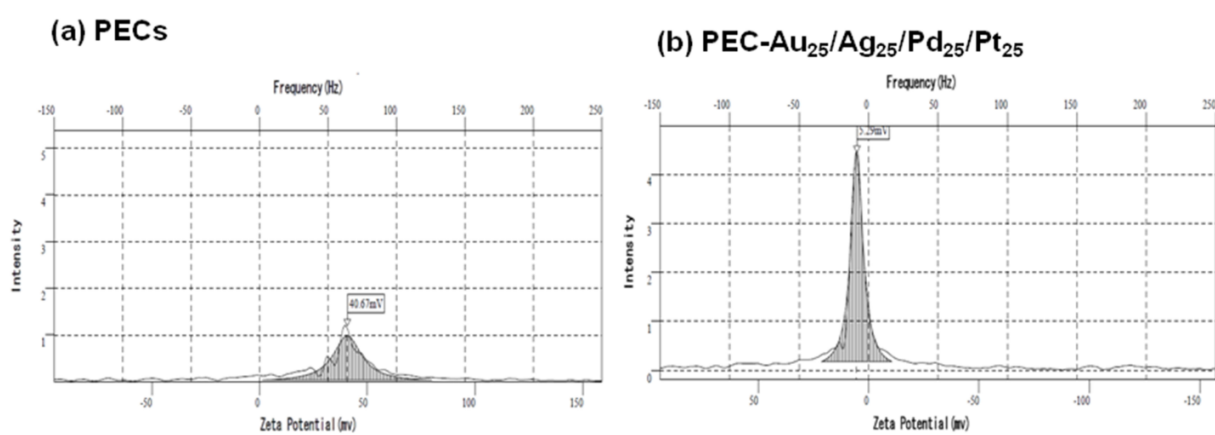 (a) PECs
Frequency(Hz)
-150 -100 -50 0 50 100 150 200 250
5
4
3
2
1
Intensity
40.67mV
-50 0 50 100 150
Zeta Potential(mv)
(b) PEC-Au25/Ag25/Pd25/Pt25
Frequency(Hz)
-150 -100 -50 0 50 100 150 200 250
5.29mV
4
3
2
1
0
Intensity
50 0 -50 -100 -150
Zeta Potential(mv)